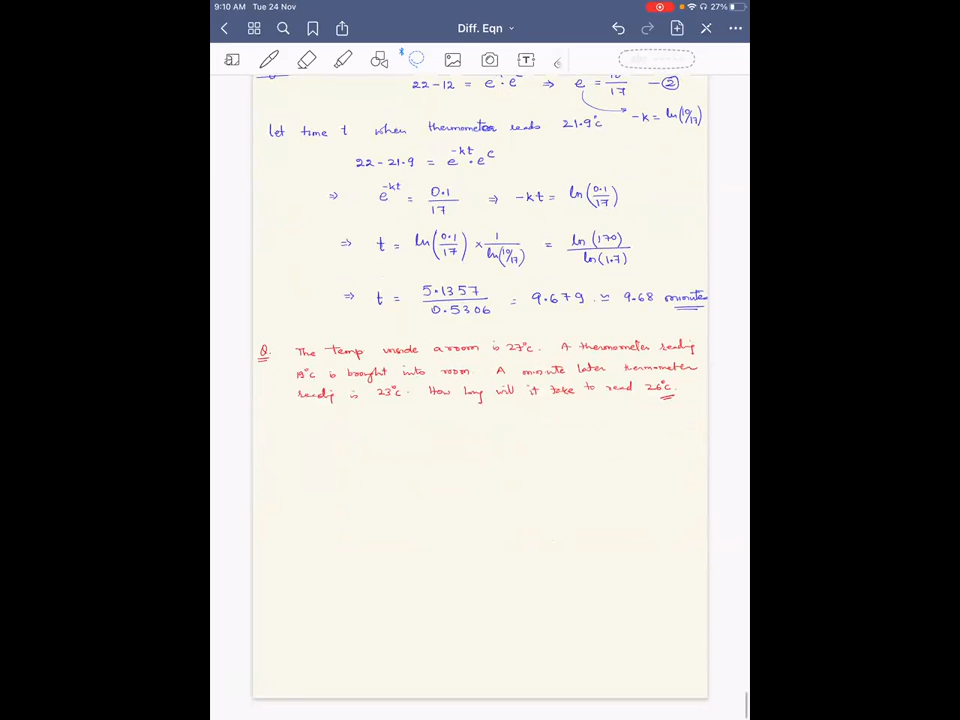 9:10 AM Tue 24 Nov 27%
Diff. Eqn
22-12 = e^-k · e^c ⇒ e^-k = 10/17 — ②
let time t when thermometer reads 21.9°c -k = ln(10/17)
22-21.9 = e^-kt · e^c
⇒ e^-kt = 0.1/17 ⇒ -kt = ln(0.1/17)
⇒ t = ln(0.1/17) × 1/ln(10/17) = ln(170)/ln(1.7)
⇒ t = 5.1357/0.5306 = 9.679 ≃ 9.68 minutes
Q. The temp inside a room is 27°c. A thermometer reading
19°c is brought into room. A minute later thermometer
readig is 23°c. How long will it take to read 26°c.